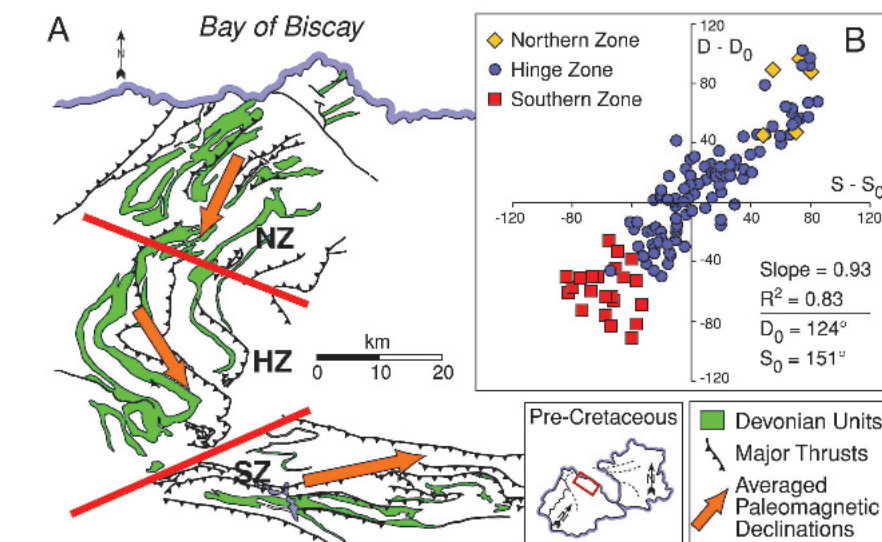 A
Bay of Biscay
N
NZ
HZ
SZ
km
0 10 20
B
Northern Zone
Hinge Zone
Southern Zone
D - D0
S - S0
120
80
40
-40
-80
-120
-120
-80
-40
40
80
120
Slope = 0.93
R2 = 0.83
D0 = 124°
S0 = 151°
Pre-Cretaceous
N
N
Devonian Units
Major Thrusts
Averaged
Paleomagnetic
Declinations